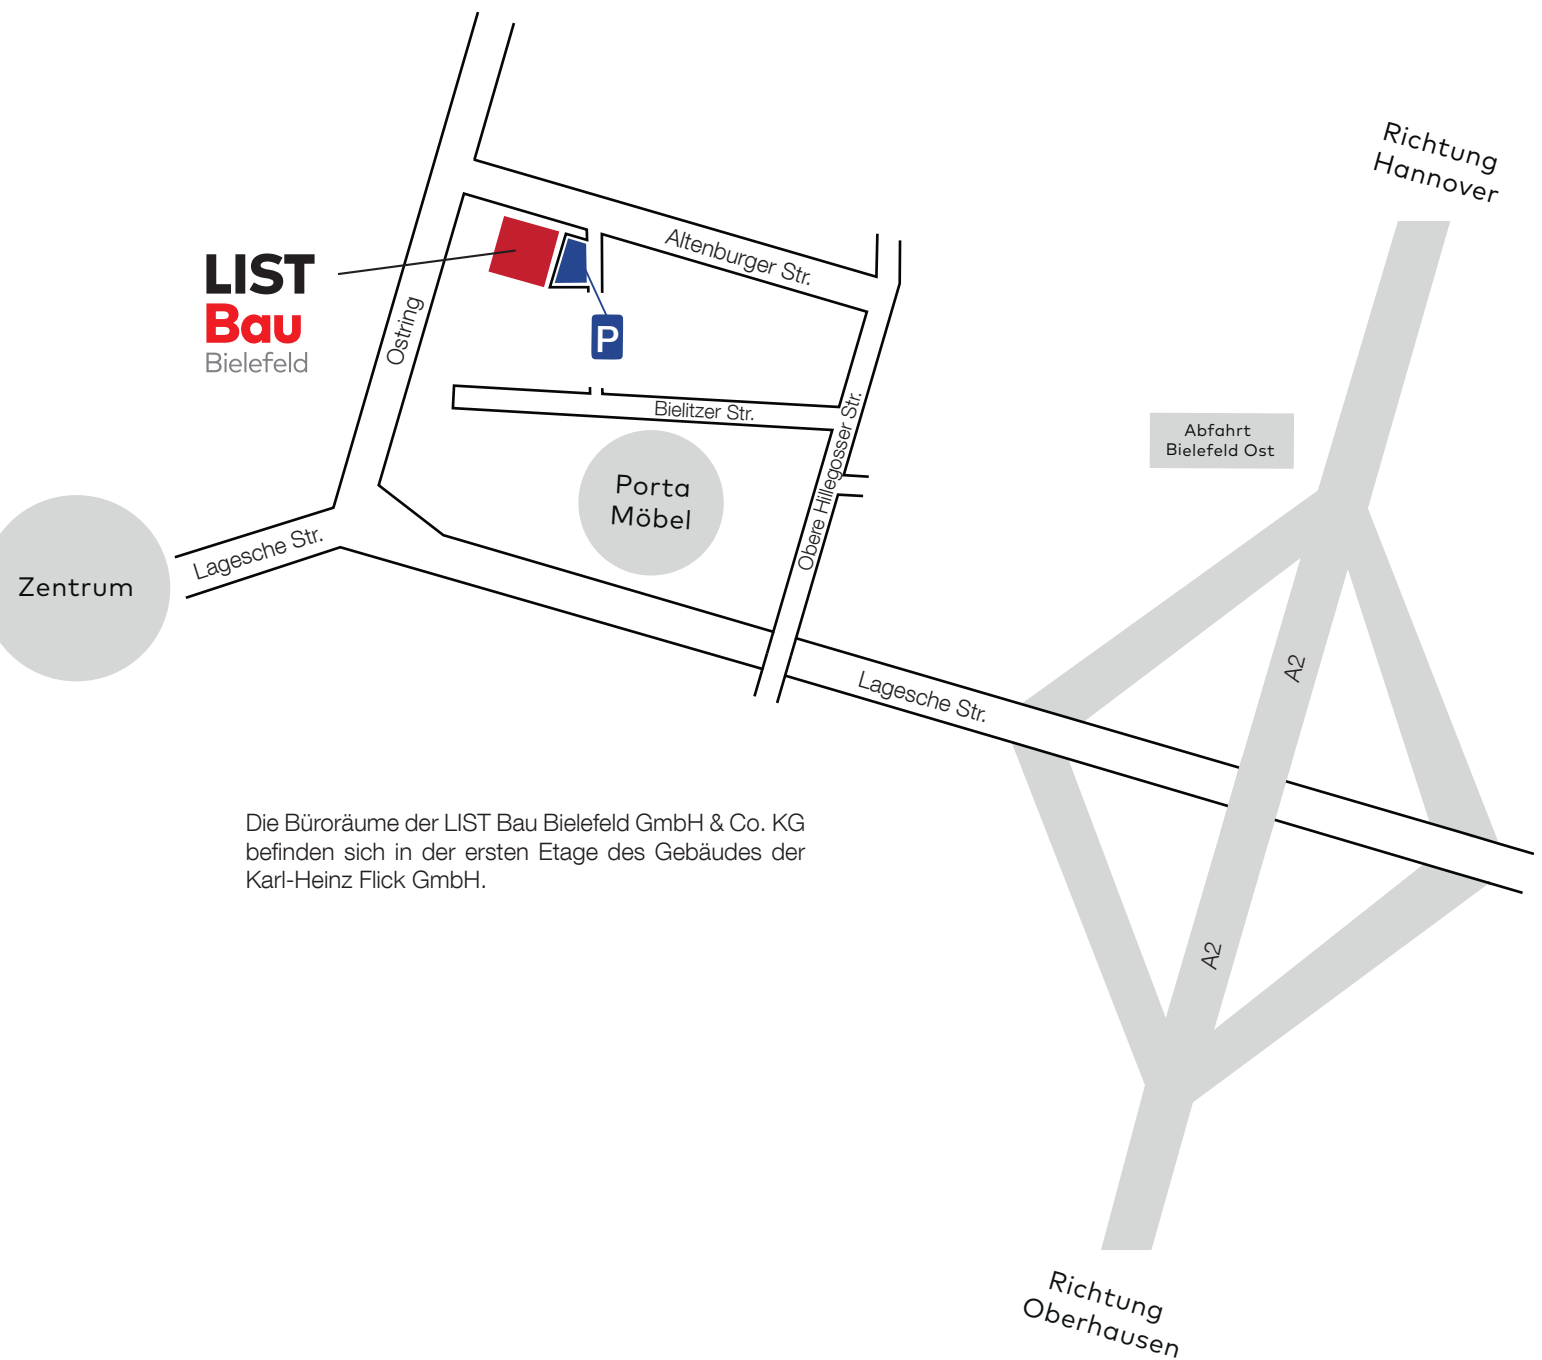 Richtung
Hannover
Altenburger Str.
LIST
Bau
Bielefeld
Ostring
P
Bielitzer Str.
Obere Hillegosser Str.
Abfahrt
Bielefeld Ost
Porta
Möbel
Lagesche Str.
Zentrum
A2
Lagesche Str.
Die Büroräume der LIST Bau Bielefeld GmbH & Co. KG
befinden sich in der ersten Etage des Gebäudes der
Karl-Heinz Flick GmbH.
A2
Richtung
Oberhausen